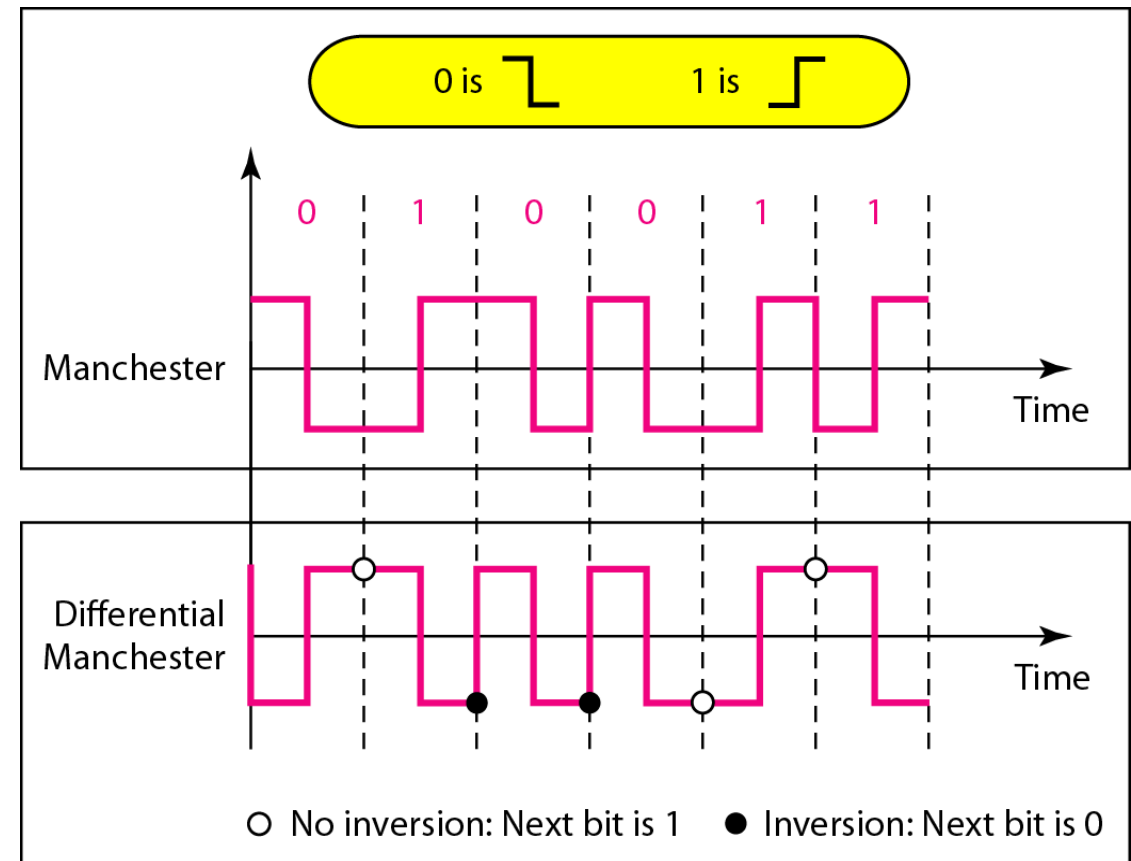 0 is 1 is
0 1 0 0 1 1
Manchester
Time
Differential
Manchester
Time
No inversion: Next bit is 1 Inversion: Next bit is 0